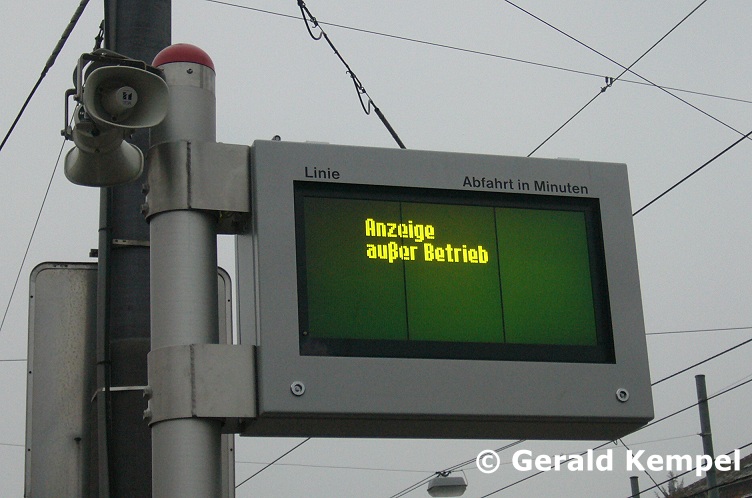 Linie
Abfahrt in Minuten
Anzeige
außer Betrieb
© Gerald Kempel